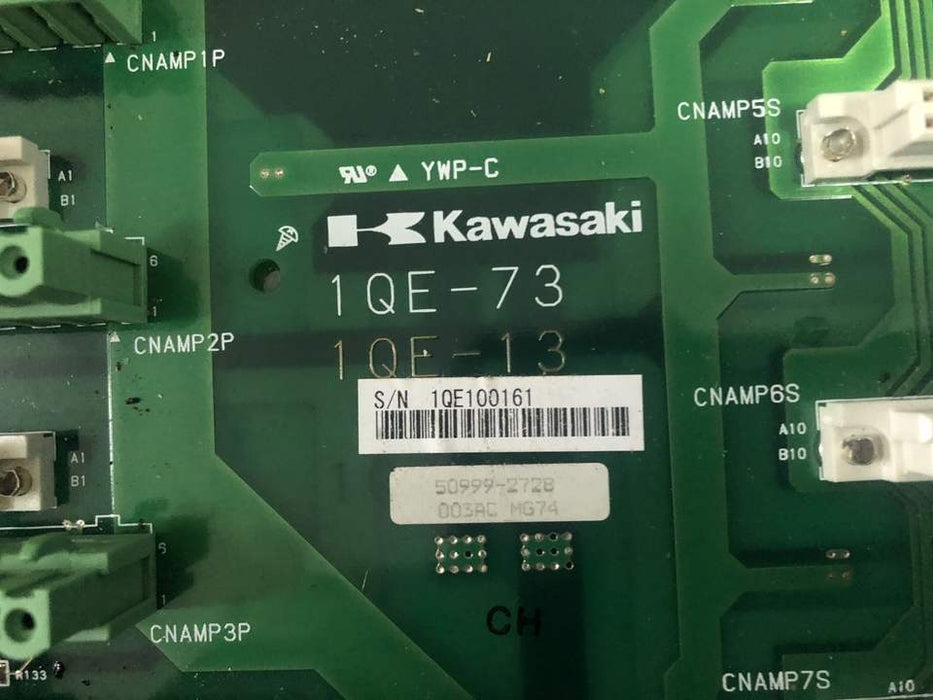 1
CNAMP1P
CNAMP5S
A10
B10
A1
B1
YWP-C
Kawasaki
6
1
1QE-73
1QE-13
CNAMP2P
S/N 1QE100161
CNAMP6S
A10
B10
A1
B1
50999-2728
003AC MG74
6
1
CH
CNAMP3P
R133
CNAMP7S
A10